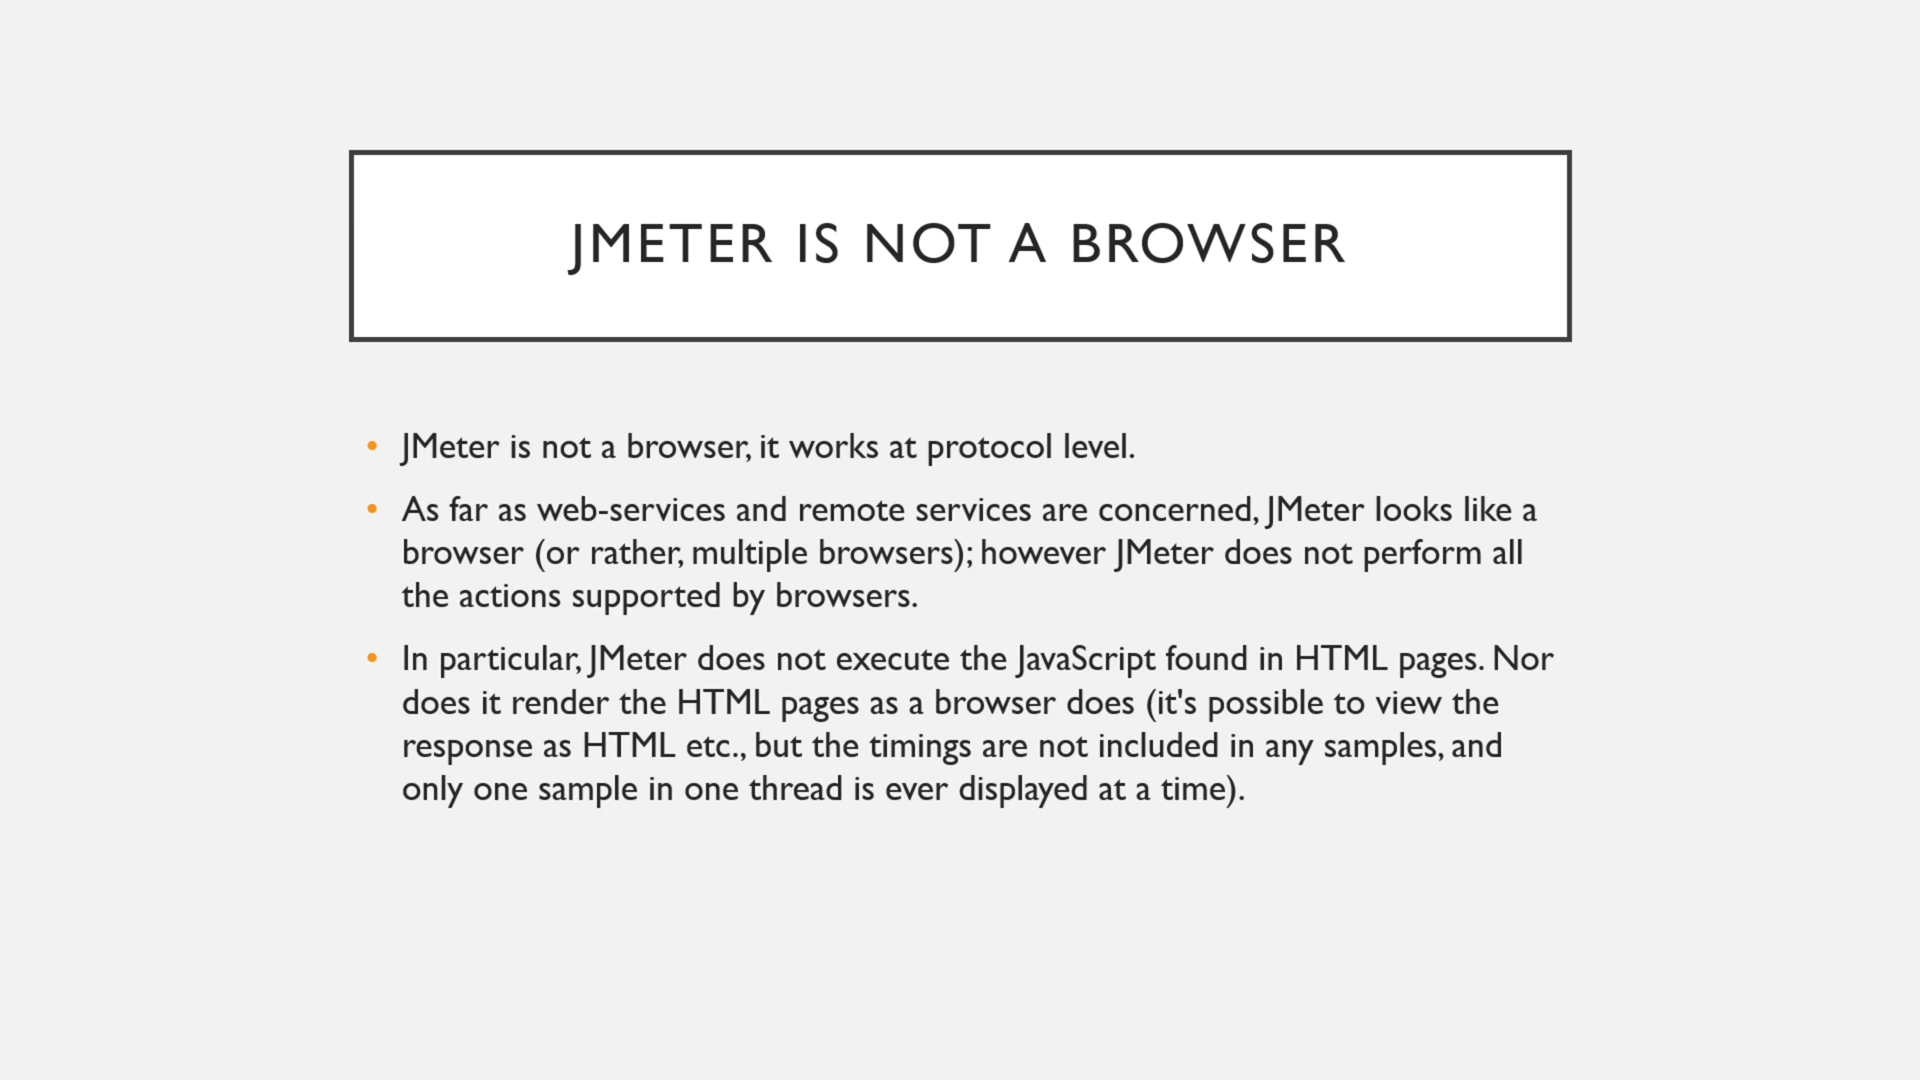 JMETER IS NOT A BROWSER
• JMeter is not a browser, it works at protocol level.
• As far as web-services and remote services are concerned, JMeter looks like a
browser (or rather, multiple browsers); however JMeter does not perform all
the actions supported by browsers.
• In particular, JMeter does not execute the JavaScript found in HTML pages. Nor
does it render the HTML pages as a browser does (it's possible to view the
response as HTML etc., but the timings are not included in any samples, and
only one sample in one thread is ever displayed at a time).